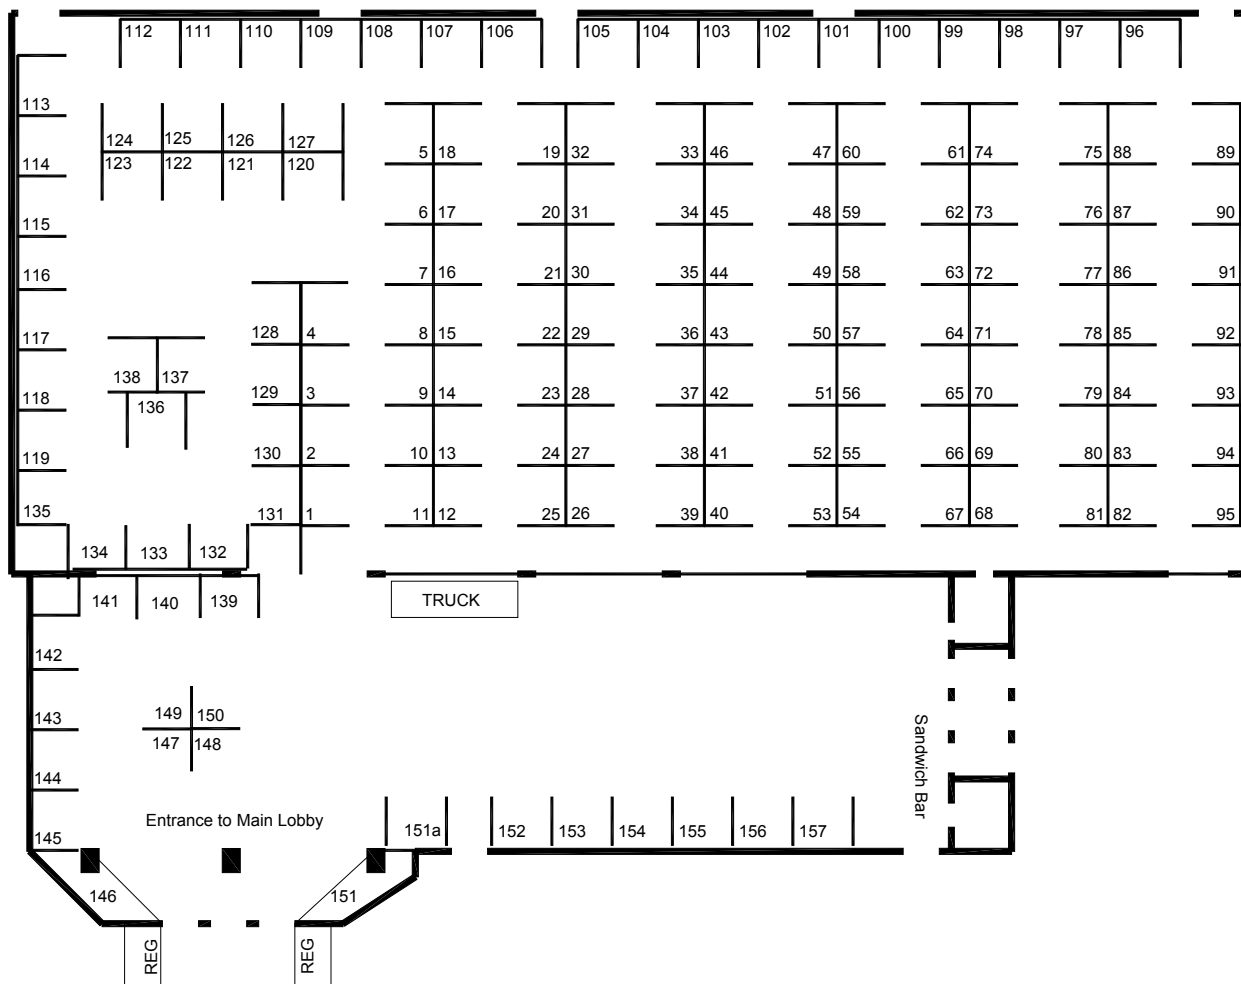 112 111 110 109 108 107 106 105 104 103 102 101 100 99 98 97 96
113
124 125 126 127
5 18 19 32 33 46 47 60 61 74 75 88 89
114 123 122 121 120
115 6 17 20 31 34 45 48 59 62 73 76 87 90
116 7 16 21 30 35 44 49 58 63 72 77 86 91
117 128 4 8 15 22 29 36 43 50 57 64 71 78 85 92
138 137
118 129 3 9 14 23 28 37 42 51 56 65 70 79 84 93
136
119 130 2 10 13 24 27 38 41 52 55 66 69 80 83 94
135 131 1 11 12 25 26 39 40 53 54 67 68 81 82 95
134 133 132
141 140 139 TRUCK
142
143 149 150
147 148
Sandwich Bar
144
Entrance to Main Lobby
145 151a 152 153 154 155 156 157
146 151
REG REG